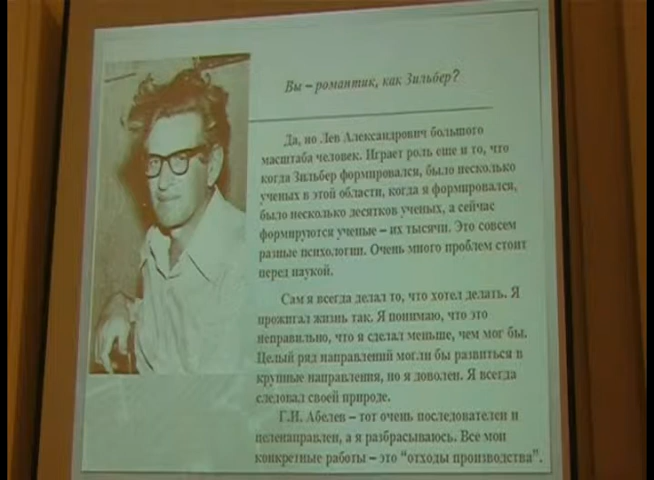 Вы – романтик, как Зильбер?
Да, но Лев Александрович большого
масштаба человек. Играет роль еще и то, что
когда Зильбер формировался, было несколько
ученых в этой области, когда я формировался,
было несколько десятков ученых, а сейчас
формируются ученые – их тысячи. Это совсем
разные психологии. Очень много проблем стоит
перед наукой.
Сам я всегда делал то, что хотел делать. Я
прожигал жизнь так. Я понимаю, что это
неправильно, что я сделал меньше, чем мог бы.
Целый ряд направлений могли бы развиться в
крупные направления, но я доволен. Я всегда
следовал своей природе.
Г.И. Абелев – тот очень последователен и
целенаправлен, а я разбрасываюсь. Все мои
конкретные работы – это “отходы производства”.